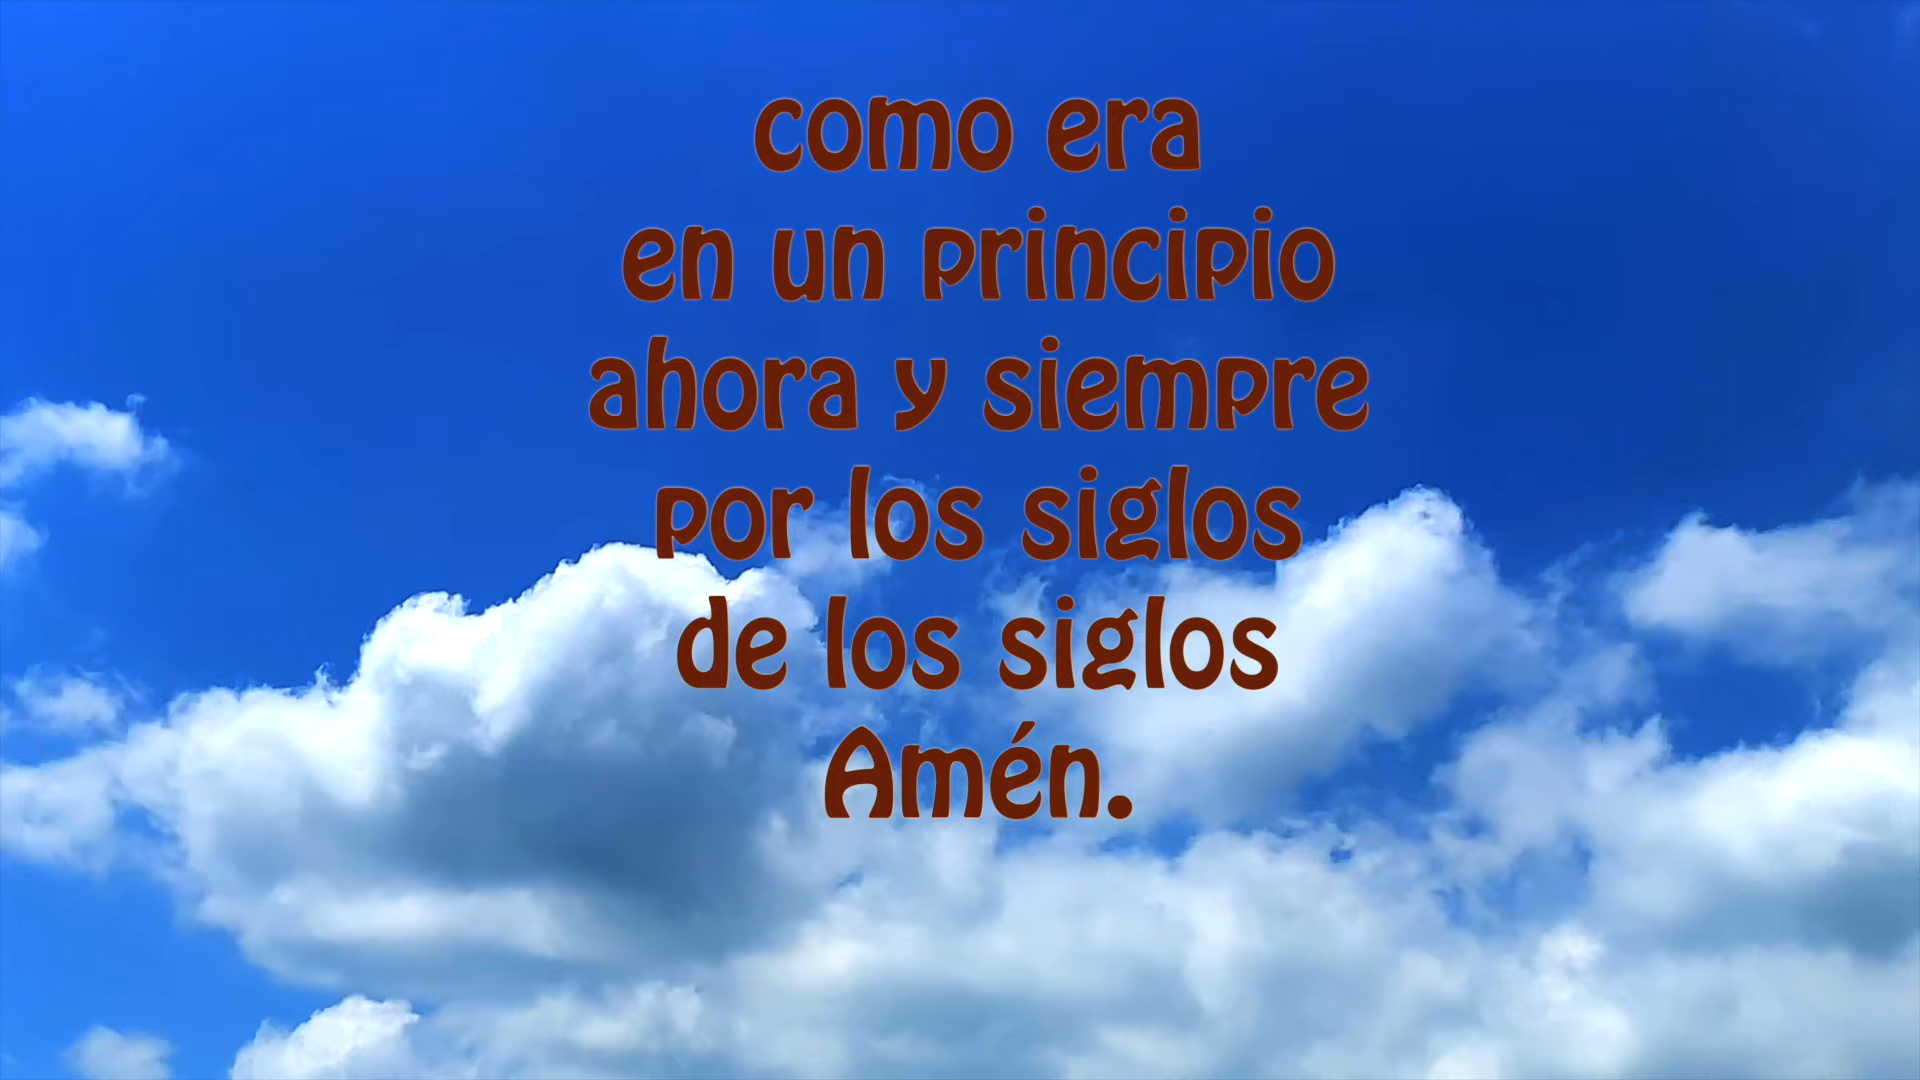 como era
en un principio
ahora y siempre
por los siglos
de los siglos
Amén.